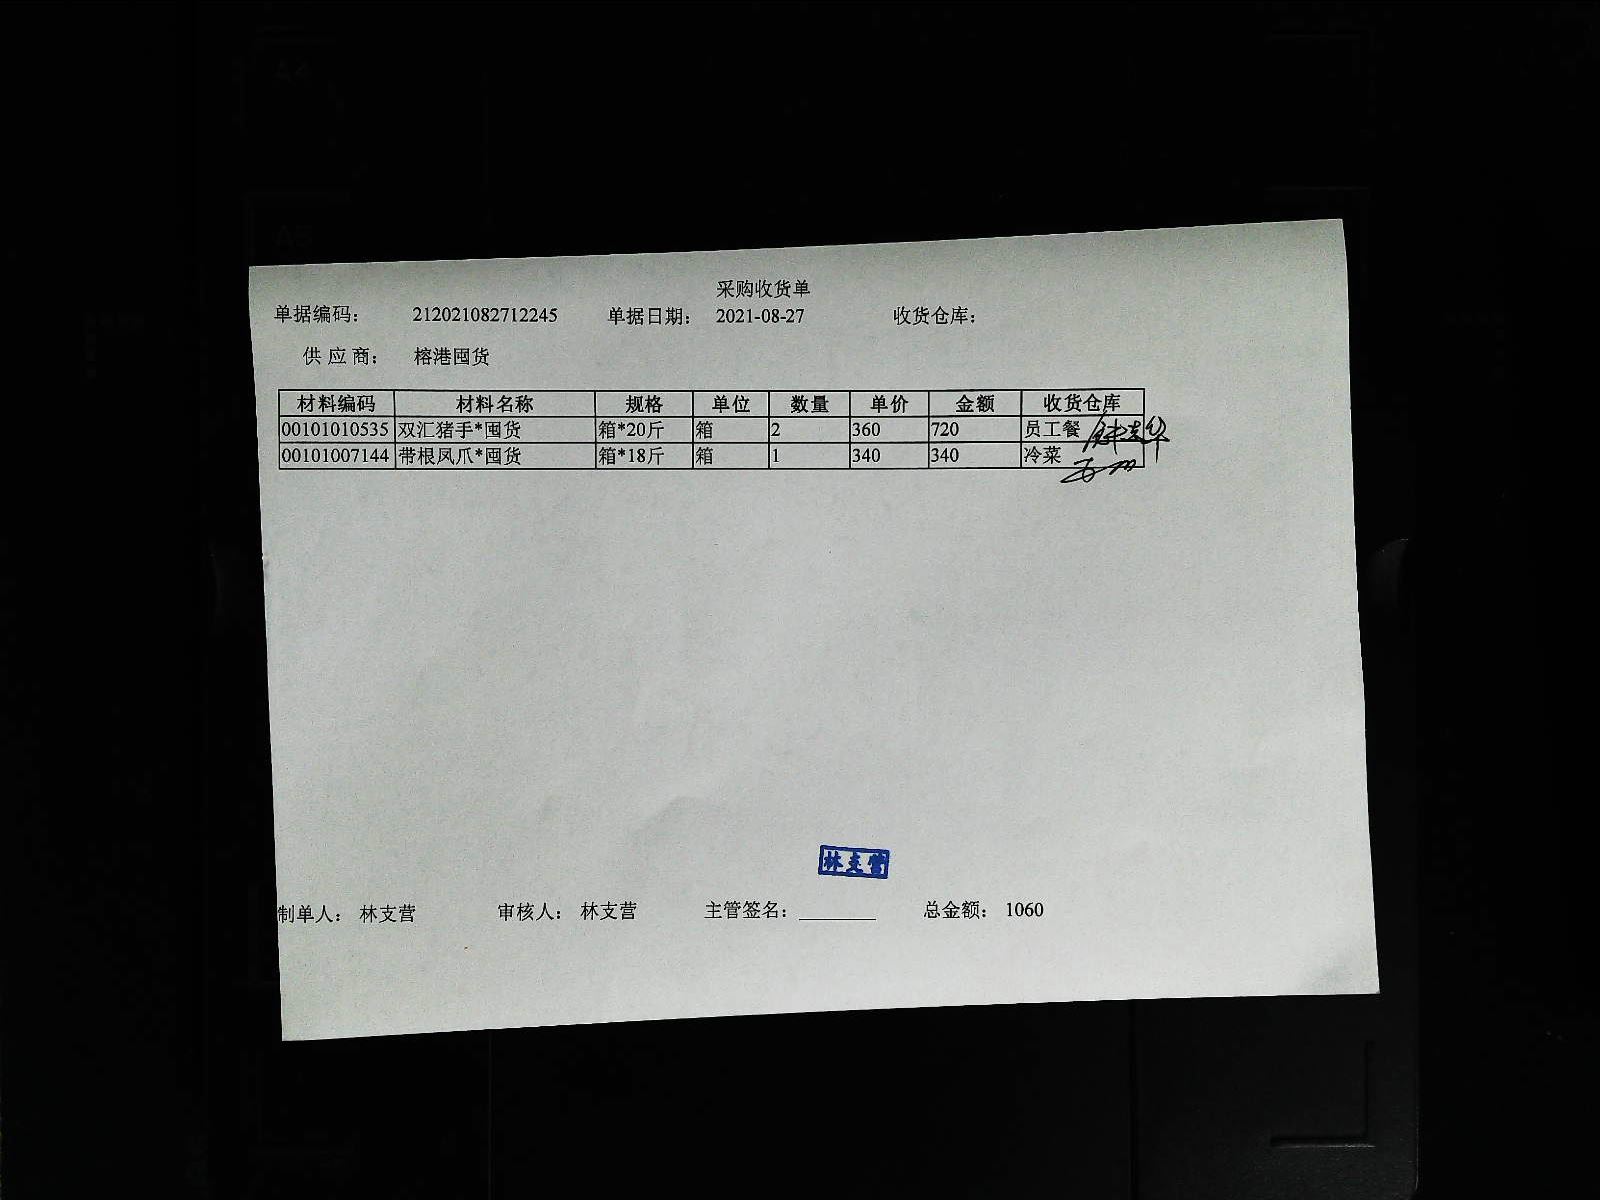 A4
A5
采购收货单
单据编码： 212021082712245 单据日期： 2021-08-27 收货仓库：
供 应 商： 榕港囤货
材料编码 材料名称 规格 单位 数量 单价 金额 收货仓库
00101010535 双汇猪手*囤货 箱*20斤 箱 2 360 720 员工餐
00101007144 带根凤爪*囤货 箱*18斤 箱 1 340 340 冷菜
林支营
制单人： 林支营 审核人： 林支营 主管签名： 总金额： 1060